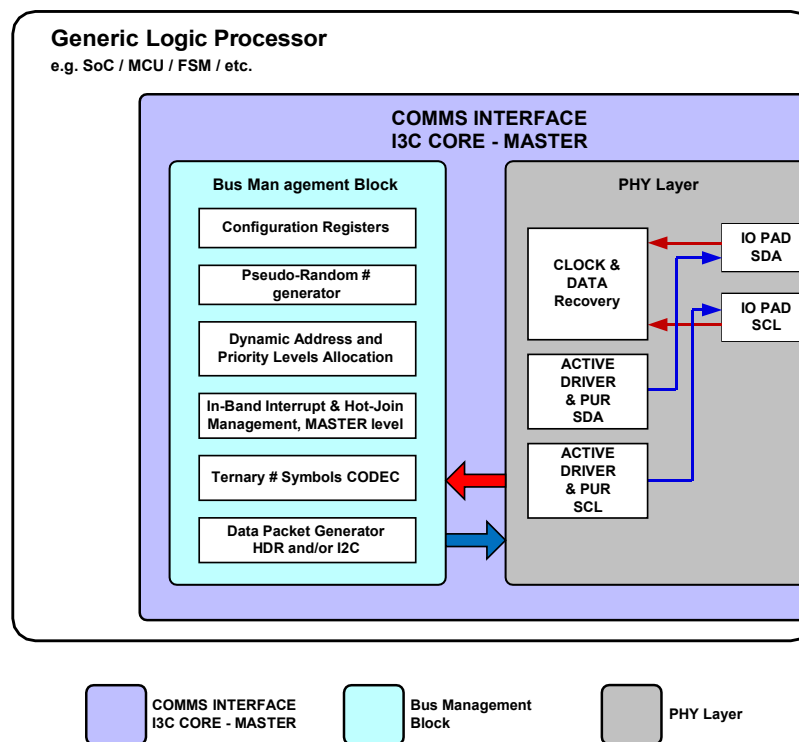 Generic Logic Processor
e.g. SoC / MCU / FSM / etc.
COMMS INTERFACE
I3C CORE - MASTER
Bus Man agement Block
Configuration Registers
Pseudo-Random #
generator
Dynamic Address and
Priority Levels Allocation
In-Band Interrupt & Hot-Join
Management, MASTER level
Ternary # Symbols CODEC
Data Packet Generator
HDR and/or I2C
PHY Layer
CLOCK &
DATA
Recovery
ACTIVE
DRIVER
& PUR
SDA
ACTIVE
DRIVER
& PUR
SCL
IO PAD
SDA
IO PAD
SCL
COMMS INTERFACE
I3C CORE - MASTER
Bus Management
Block
PHY Layer